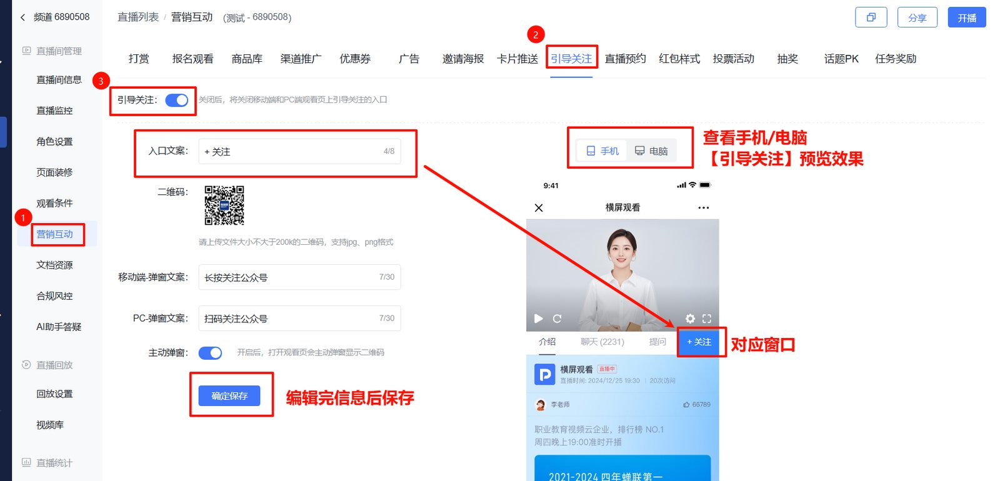 频道 6890508
直播列表 / 营销互动 (测试 - 6890508)
分享
开播
直播间管理
直播间信息
直播监控
角色设置
页面装修
观看条件
1
营销互动
文档资源
合规风控
AI助手答疑
直播回放
回放设置
视频库
直播统计
2
打赏 报名观看 商品库 渠道推广 优惠券 广告 邀请海报 卡片推送 引导关注 直播预约 红包样式 投票活动 抽奖 话题PK 任务奖励
3
引导关注： 关闭后，将关闭移动端和PC端观看页上引导关注的入口
入口文案： + 关注 4/8
二维码：
请上传文件大小不大于200k的二维码，支持jpg、png格式
移动端-弹窗文案： 长按关注公众号 7/30
PC-弹窗文案： 扫码关注公众号 7/30
主动弹窗： 开启后，打开观看页会主动弹窗显示二维码
确定保存
编辑完信息后保存
手机 电脑
查看手机/电脑
【引导关注】预览效果
9:41
横屏观看
介绍 聊天 (2231) 提问 + 关注
对应窗口
横屏观看 直播中
直播时间: 2024/12/25 19:30 | 20次访问
李老师 66789
职业教育视频云企业，排行榜 NO.1
周四晚上19:00准时开播
2021-2024 四年蝉联第一